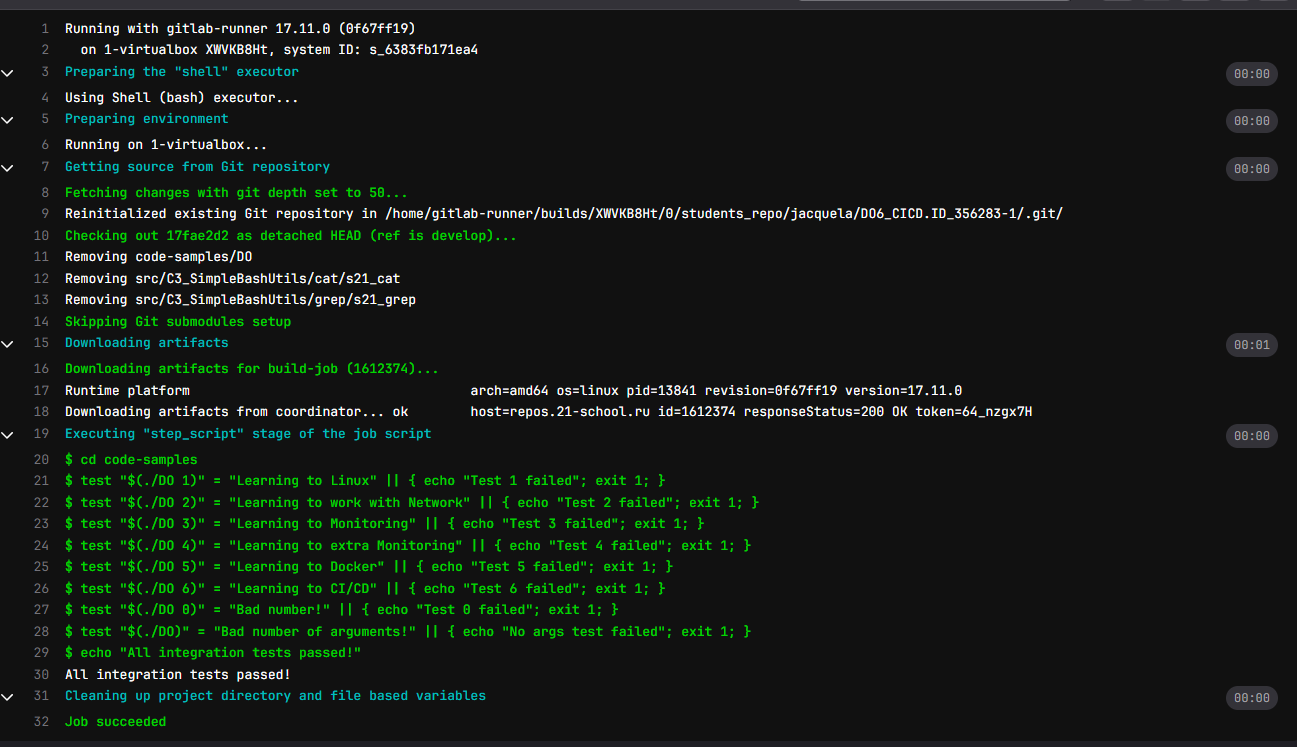 1 Running with gitlab-runner 17.11.0 (0f67ff19)
2 on 1-virtualbox XWVKB8Ht, system ID: s_6383fb171ea4
3 Preparing the "shell" executor 00:00
4 Using Shell (bash) executor...
5 Preparing environment 00:00
6 Running on 1-virtualbox...
7 Getting source from Git repository 00:00
8 Fetching changes with git depth set to 50...
9 Reinitialized existing Git repository in /home/gitlab-runner/builds/XWVKB8Ht/0/students_repo/jacquela/DO6_CICD.ID_356283-1/.git/
10 Checking out 17fae2d2 as detached HEAD (ref is develop)...
11 Removing code-samples/DO
12 Removing src/C3_SimpleBashUtils/cat/s21_cat
13 Removing src/C3_SimpleBashUtils/grep/s21_grep
14 Skipping Git submodules setup
15 Downloading artifacts 00:01
16 Downloading artifacts for build-job (1612374)...
17 Runtime platform arch=amd64 os=linux pid=13841 revision=0f67ff19 version=17.11.0
18 Downloading artifacts from coordinator... ok host=repos.21-school.ru id=1612374 responseStatus=200 OK token=64_nzgx7H
19 Executing "step_script" stage of the job script 00:00
20 $ cd code-samples
21 $ test "$(./DO 1)" = "Learning to Linux" || { echo "Test 1 failed"; exit 1; }
22 $ test "$(./DO 2)" = "Learning to work with Network" || { echo "Test 2 failed"; exit 1; }
23 $ test "$(./DO 3)" = "Learning to Monitoring" || { echo "Test 3 failed"; exit 1; }
24 $ test "$(./DO 4)" = "Learning to extra Monitoring" || { echo "Test 4 failed"; exit 1; }
25 $ test "$(./DO 5)" = "Learning to Docker" || { echo "Test 5 failed"; exit 1; }
26 $ test "$(./DO 6)" = "Learning to CI/CD" || { echo "Test 6 failed"; exit 1; }
27 $ test "$(./DO 0)" = "Bad number!" || { echo "Test 0 failed"; exit 1; }
28 $ test "$(./DO)" = "Bad number of arguments!" || { echo "No args test failed"; exit 1; }
29 $ echo "All integration tests passed!"
30 All integration tests passed!
31 Cleaning up project directory and file based variables 00:00
32 Job succeeded